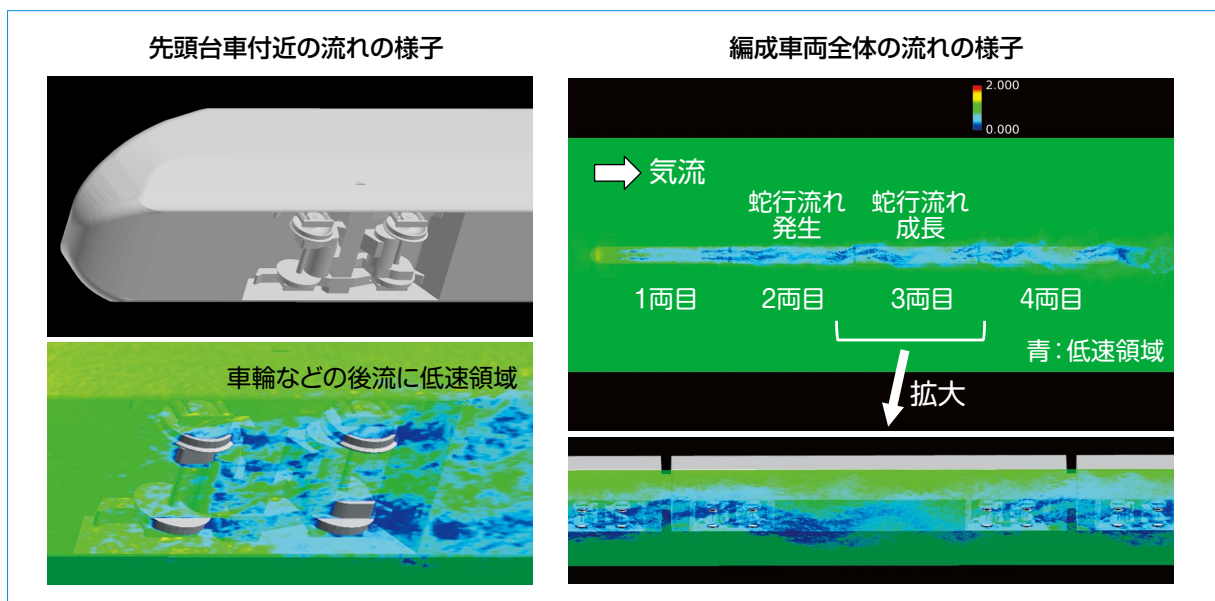 先頭台車付近の流れの様子
車輪などの後流に低速領域
編成車両全体の流れの様子
2.000
0.000
気流
蛇行流れ
発生
蛇行流れ
成長
1両目
2両目
3両目
4両目
青：低速領域
拡大